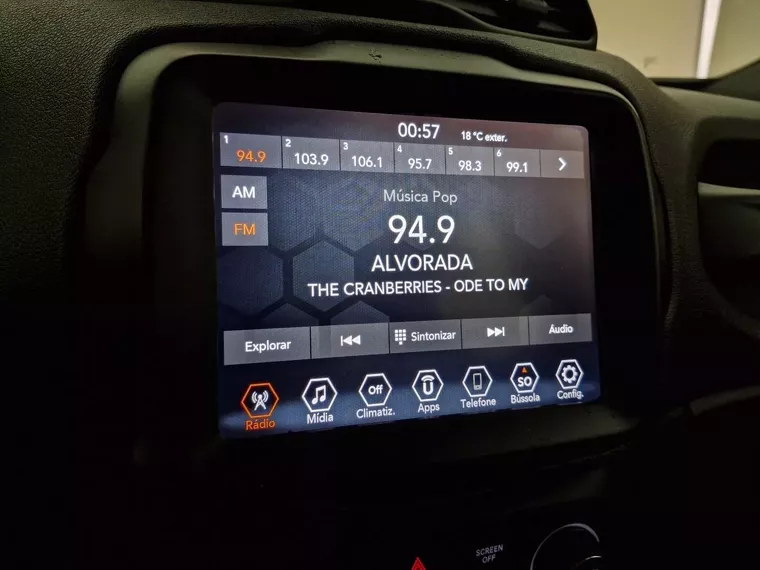 00:57 18 °C exter.
1 94.9 2 103.9 3 106.1 4 95.7 5 98.3 6 99.1
AM
Música Pop
94.9
FM
ALVORADA
THE CRANBERRIES - ODE TO MY
Explorar Sintonizar Áudio
Off U SO
Rádio Mídia Climatiz. Apps Telefone Bússola Config.
SCREEN
OFF